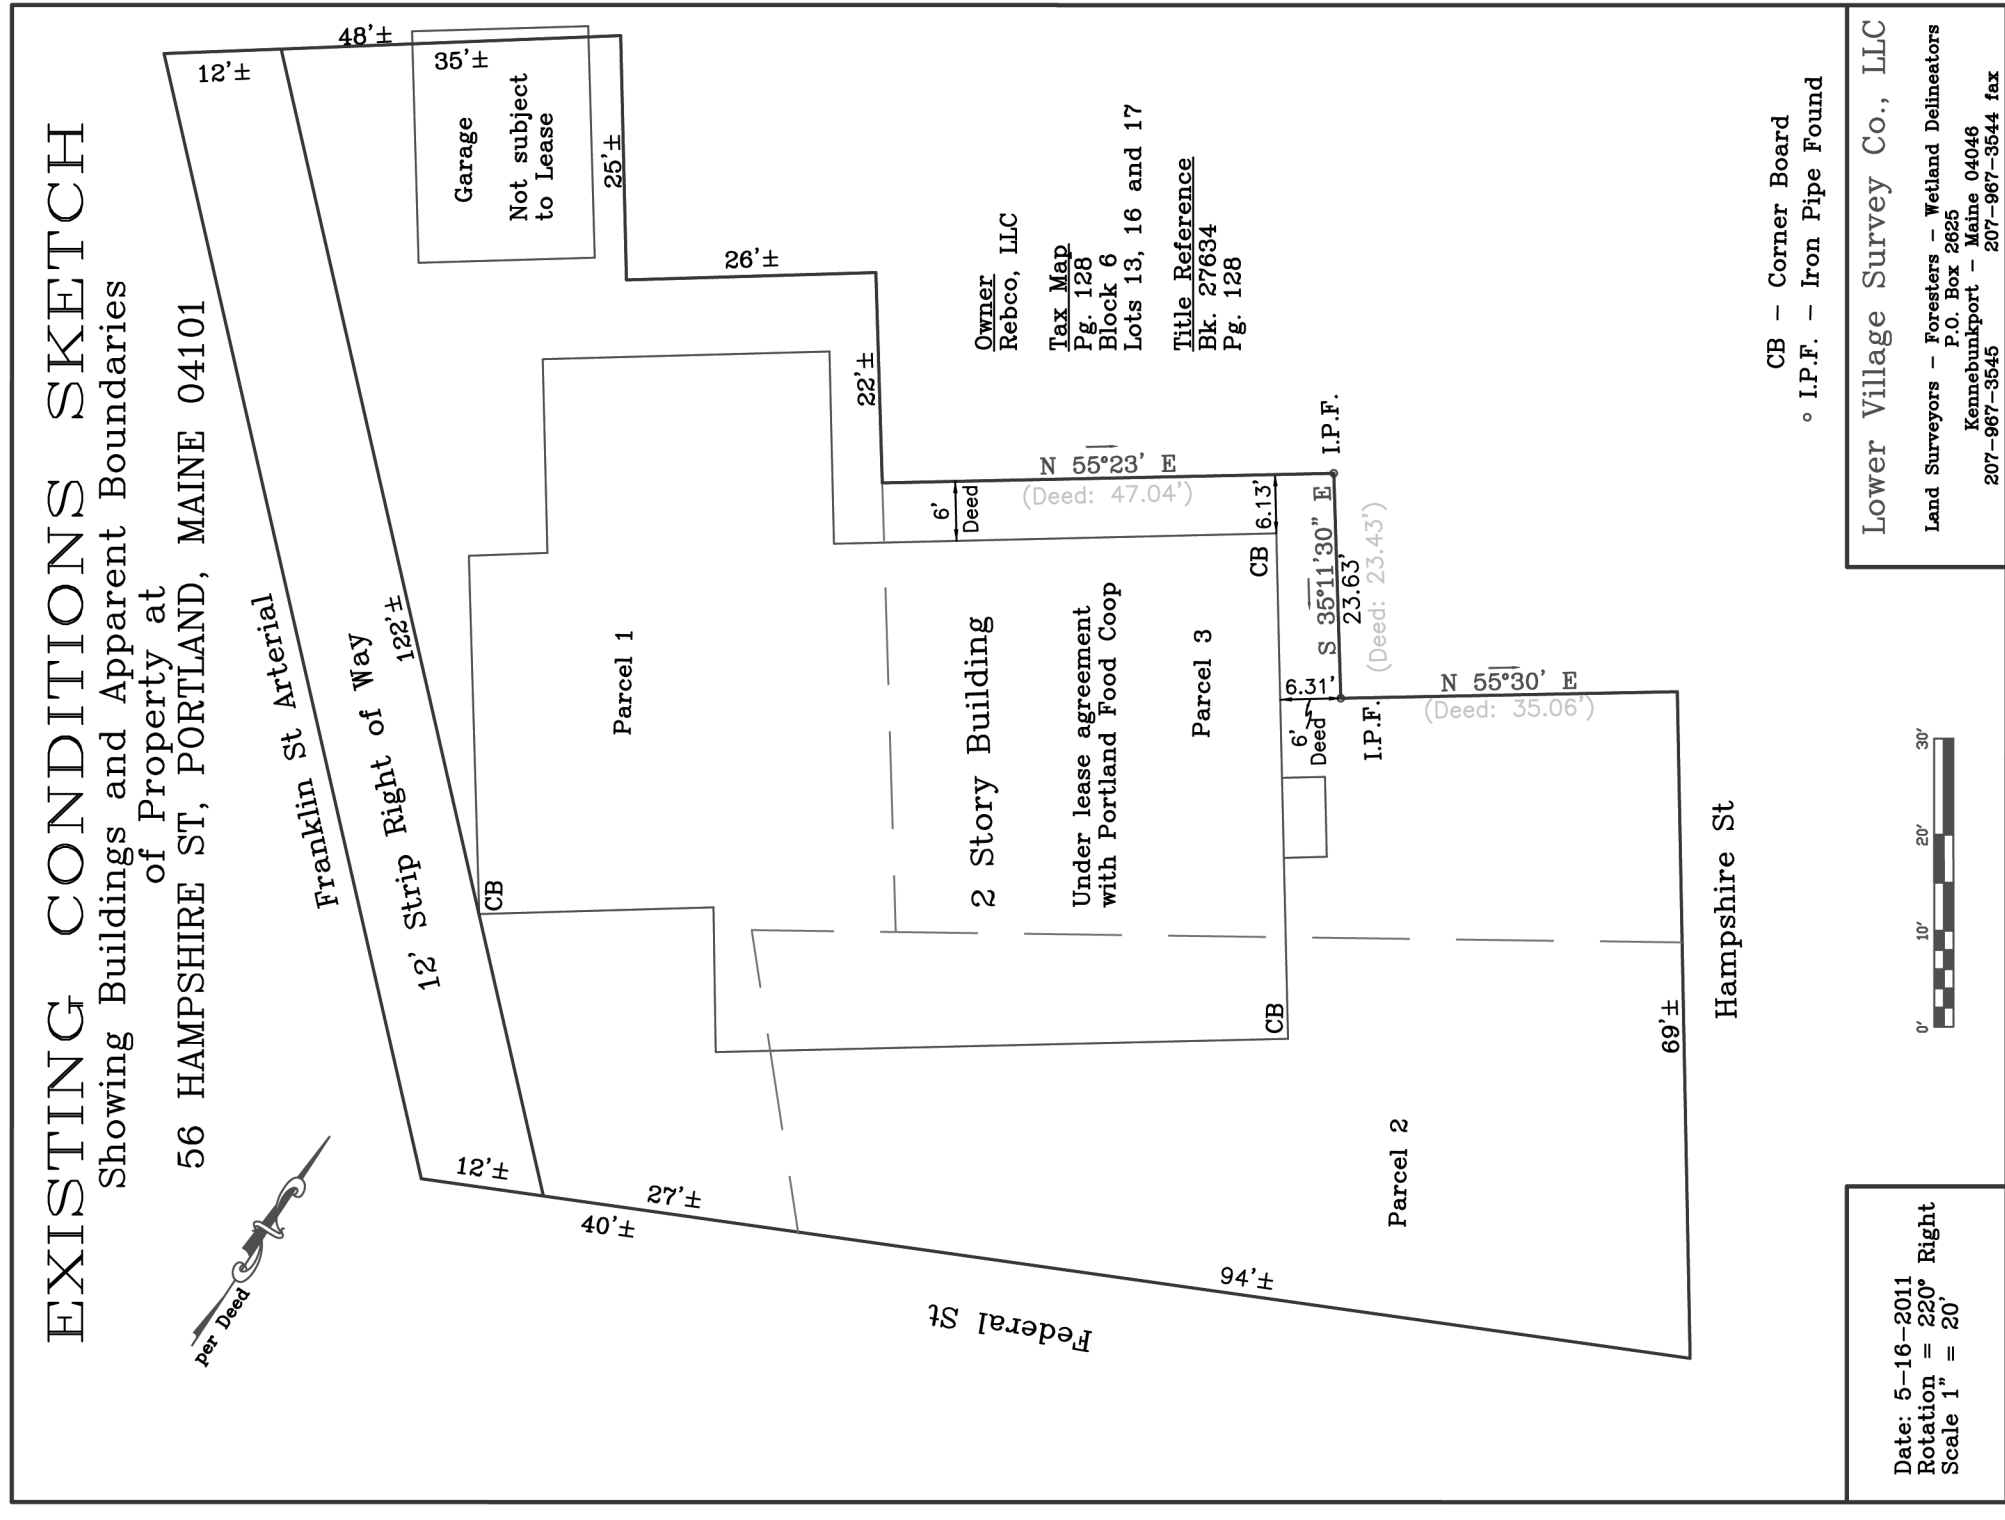 EXISTING CONDITIONS SKETCH
Showing Buildings and Apparent Boundaries
of Property at
56 HAMPSHIRE ST, PORTLAND, MAINE 04101
per Deed
Franklin St Arterial
12' Strip Right of Way
122'±
12'±
48'±
35'±
Garage
Not subject
to Lease
25'±
26'±
22'±
Parcel 1
CB
2 Story Building
Under lease agreement
with Portland Food Coop
Parcel 3
6'
Deed
N 55°23' E
(Deed: 47.04')
6.13'
CB
I.P.F.
S 35°11'30" E
23.63'
(Deed: 23.43')
6.31'
6'
Deed
I.P.F.
N 55°30' E
(Deed: 35.06')
CB
12'±
27'±
40'±
94'±
Federal St
Parcel 2
69'±
Hampshire St
Owner
Rebco, LLC
Tax Map
Pg. 128
Block 6
Lots 13, 16 and 17
Title Reference
Bk. 27634
Pg. 128
CB – Corner Board
I.P.F. – Iron Pipe Found
0' 10' 20' 30'
Date: 5-16-2011
Rotation = 220° Right
Scale 1" = 20'
Lower Village Survey Co., LLC
Land Surveyors – Foresters – Wetland Delineators
P.O. Box 2625
Kennebunkport – Maine 04046
207-967-3545 207-967-3544 fax